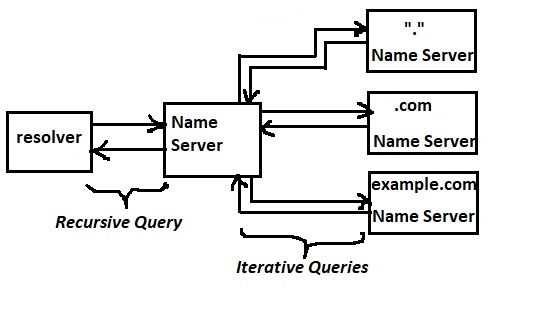 resolver
Name
Server
"."
Name Server
.com
Name Server
example.com
Name Server
Recursive Query
Iterative Queries